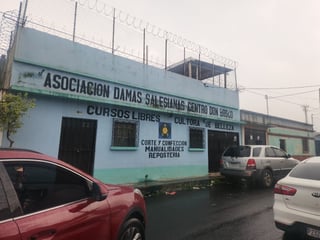 ASOCIACION DAMAS SALESIANAS CENTRO DON BOSCO
CURSOS LIBRES CULTURA DE BELLEZA
CORTE Y CONFECCION
MANUALIDADES
REPOSTERIA